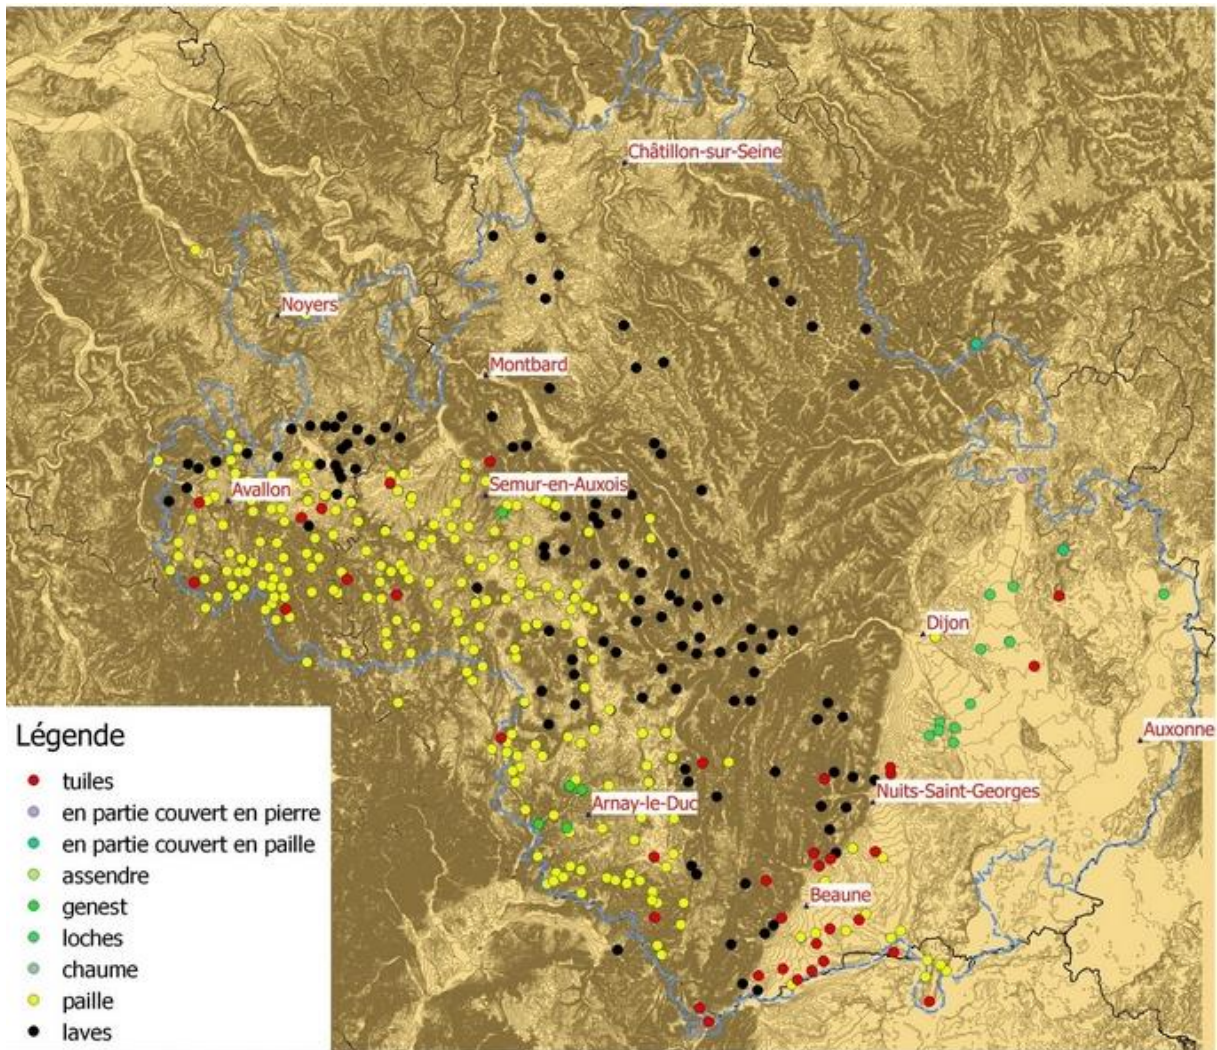 Châtillon-sur-Seine
Noyers
Montbard
Avallon
Semur-en-Auxois
Dijon
Auxonne
Arnay-le-Duc
Nuits-Saint-Georges
Beaune
Légende
tuiles
en partie couvert en pierre
en partie couvert en paille
assendre
genest
loches
chaume
paille
laves